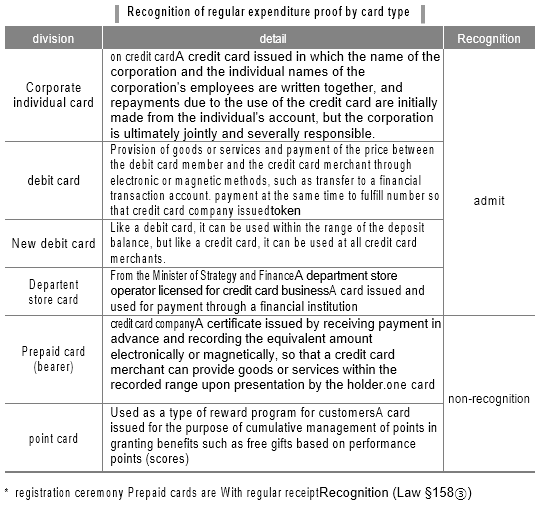 Recognition of regular expenditure proof by card type
division
detail
Recognition
Corporate
individual card
on credit cardA credit card issued in which the name of the
corporation and the individual names of the
corporation's employees are written together, and
repayments due to the use of the credit card are initially
made from the individual's account, but the corporation
is ultimately jointly and severally responsible.
debit card
Provision of goods or services and payment of the price between
the debit card member and the credit card merchant through
electronic or magnetic methods, such as transfer to a financial
transaction account. payment at the same time to fulfill number so
that credit card company issuedtoken
admit
New debit card
Like a debit card, it can be used within the range of the deposit
balance, but like a credit card, it can be used at all credit card
merchants.
Departent
store card
From the Minister of Strategy and FinanceA department store
operator licensed for credit card businessA card issued and
used for payment through a financial institution
Prepaid card
(bearer)
credit card companyA certificate issued by receiving payment in
advance and recording the equivalent amount
electronically or magnetically, so that a credit card
merchant can provide goods or services within the
recorded range upon presentation by the holder.one card
non-recognition
point card
Used as a type of reward program for customersA card
issued for the purpose of cumulative management of points in
granting benefits such as free gifts based on performance
points (scores)
* registration ceremony Prepaid cards are With regular receiptRecognition (Law §158⑤)